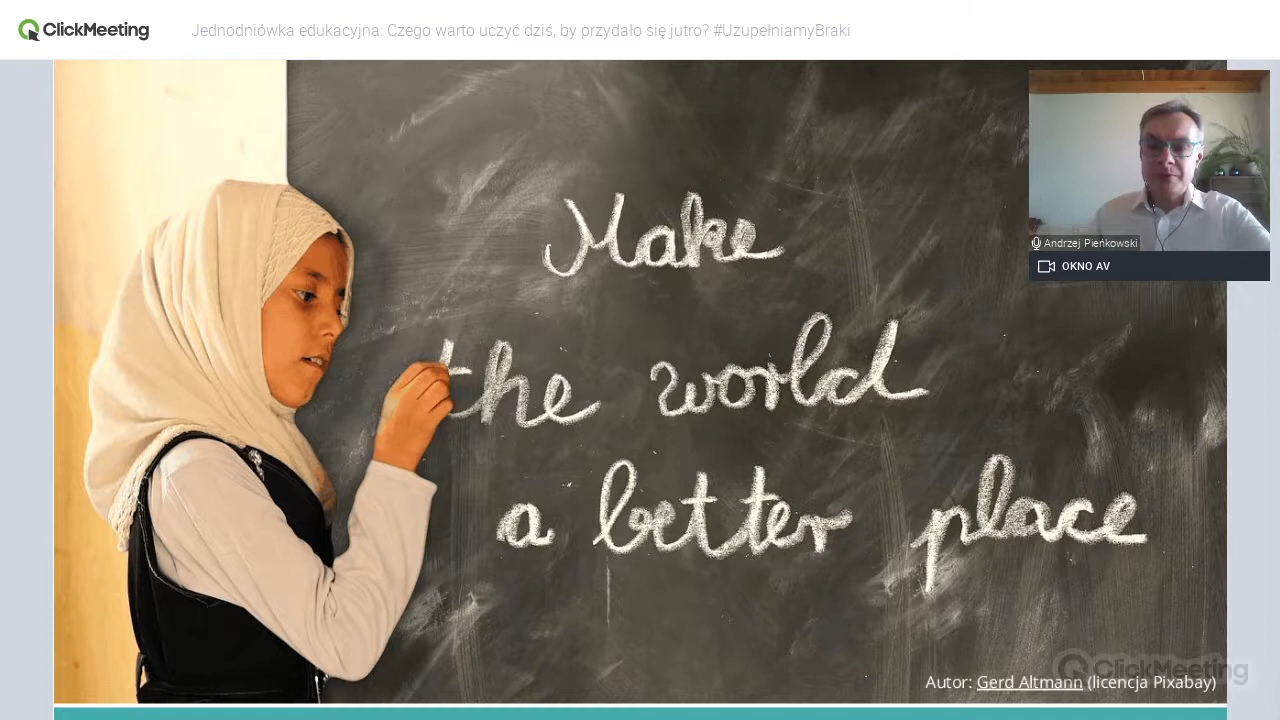 ClickMeeting
Jednodniówka edukacyjna: Czego warto uczyć dziś, by przydało się jutro? #UzupełniamyBraki
Make
the world
a better place
Andrzej Pieńkowski
OKNO AV
ClickMeeting
Autor: Gerd Altmann (licencja Pixabay)